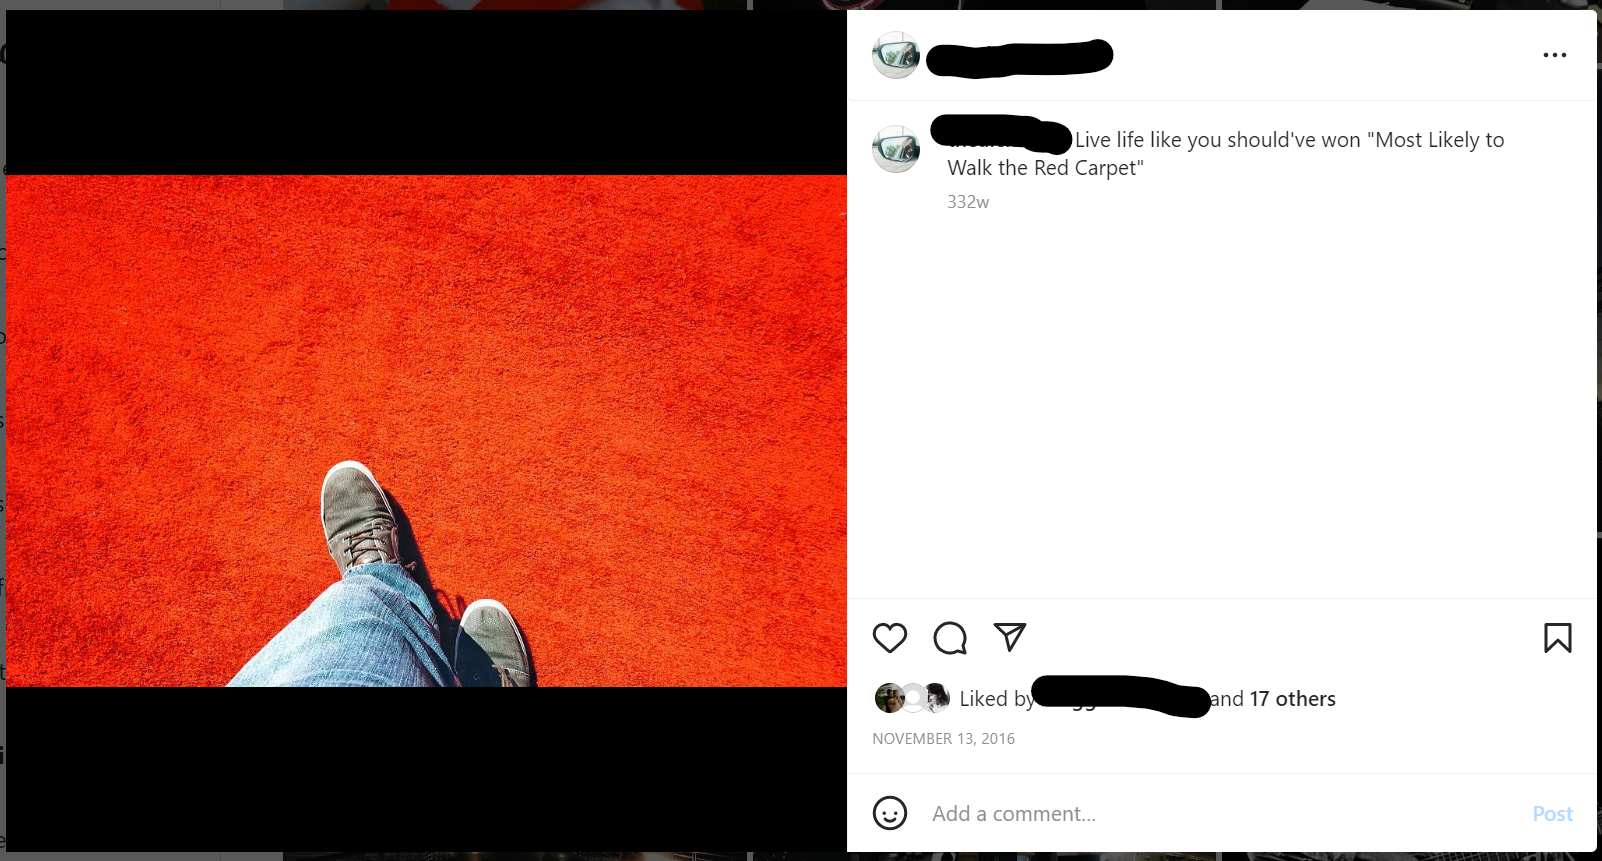 Live life like you should've won "Most Likely to
Walk the Red Carpet"
332w
Liked by
and 17 others
NOVEMBER 13, 2016
Add a comment...
Post